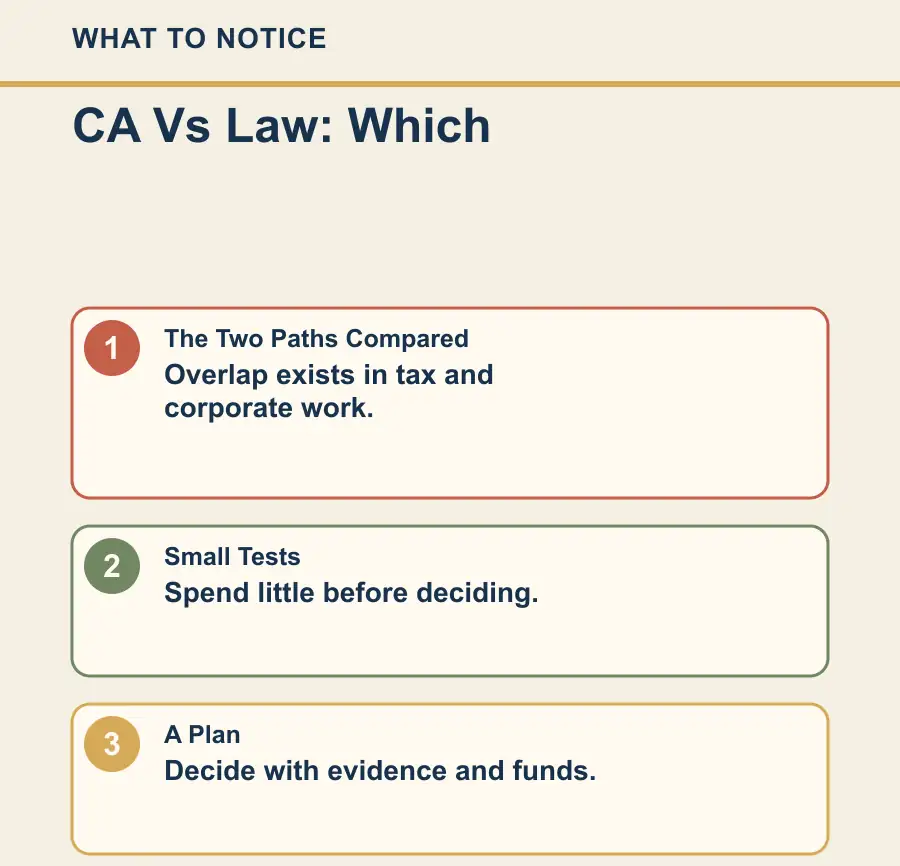 WHAT TO NOTICE
CA Vs Law: Which
1
The Two Paths Compared
Overlap exists in tax and
corporate work.
2
Small Tests
Spend little before deciding.
3
A Plan
Decide with evidence and funds.